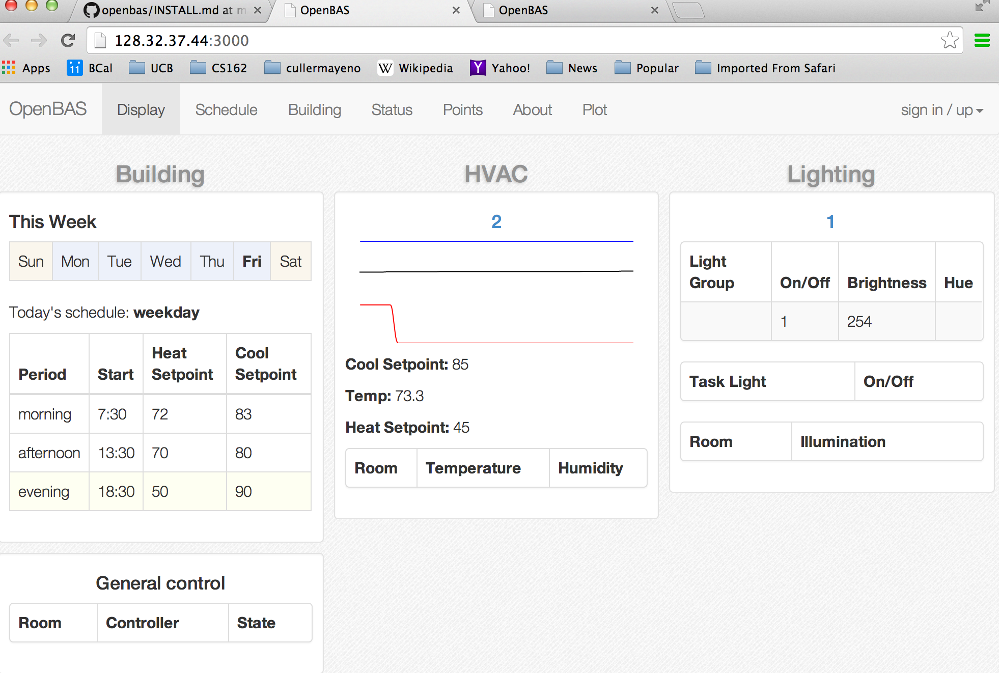 openbas/INSTALL.md at m
OpenBAS
OpenBAS
128.32.37.44:3000
Apps
11 BCal
UCB
CS162
cullermayeno
W Wikipedia
Y Yahoo!
News
Popular
Imported From Safari
OpenBAS Display Schedule Building Status Points About Plot sign in / up
Building
This Week
Sun Mon Tue Wed Thu Fri Sat
Today's schedule: weekday
Period Start Heat Setpoint Cool Setpoint
morning 7:30 72 83
afternoon 13:30 70 80
evening 18:30 50 90
General control
Room Controller State
HVAC
2
Cool Setpoint: 85
Temp: 73.3
Heat Setpoint: 45
Room Temperature Humidity
Lighting
1
Light Group On/Off Brightness Hue
1 254
Task Light On/Off
Room Illumination